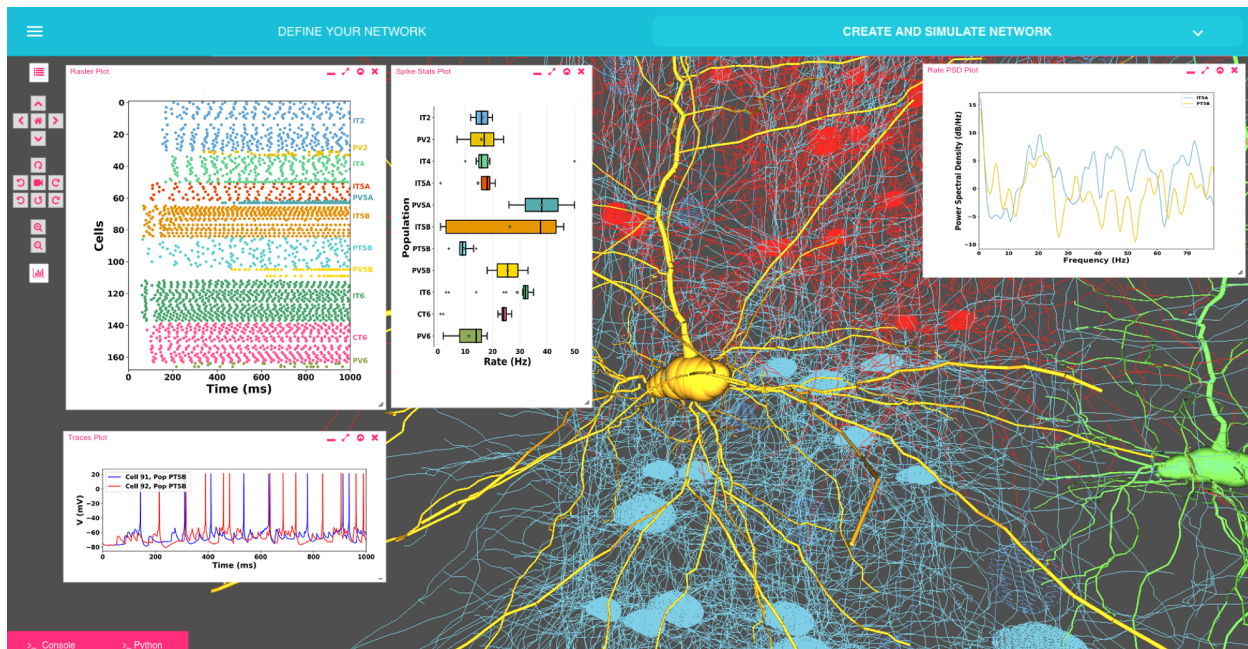 DEFINE YOUR NETWORK
CREATE AND SIMULATE NETWORK
Raster Plot
0
20
40
60
80
100
120
140
160
Cells
IT2
PV2
IT4
IT5A
PV5A
IT5B
PT5B
PV5B
IT6
CT6
PV6
0 200 400 600 800 1000
Time (ms)
Spike Stats Plot
Population
IT2
PV2
IT4
IT5A
PV5A
IT5B
PT5B
PV5B
IT6
CT6
PV6
0 10 20 30 40 50
Rate (Hz)
Rate PSD Plot
IT5A
PT5B
Power Spectral Density (dB/Hz)
15
10
5
0
−5
−10
0 10 20 30 40 50 60 70
Frequency (Hz)
Traces Plot
Cell 91, Pop PT5B
Cell 92, Pop PT5B
V (mV)
20
0
−20
−40
−60
−80
0 200 400 600 800 1000
Time (ms)
>_ Console
>_ Python